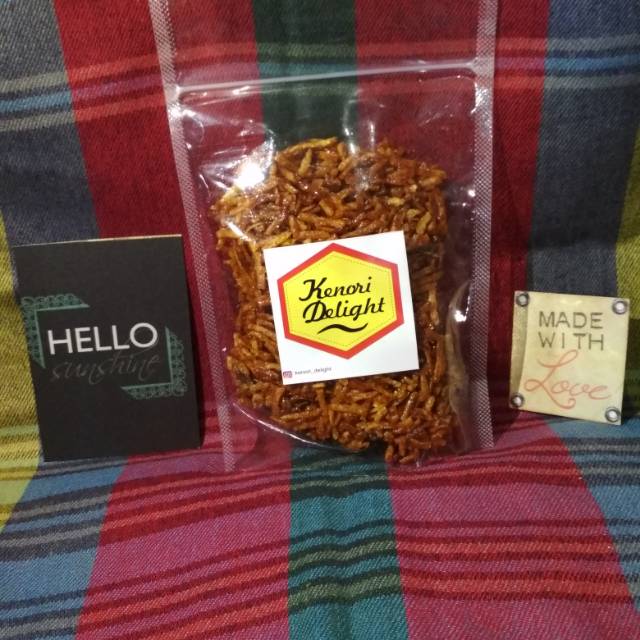 HELLO
sunshine
Kenori
Delight
kenori_delight
MADE
WITH
Love